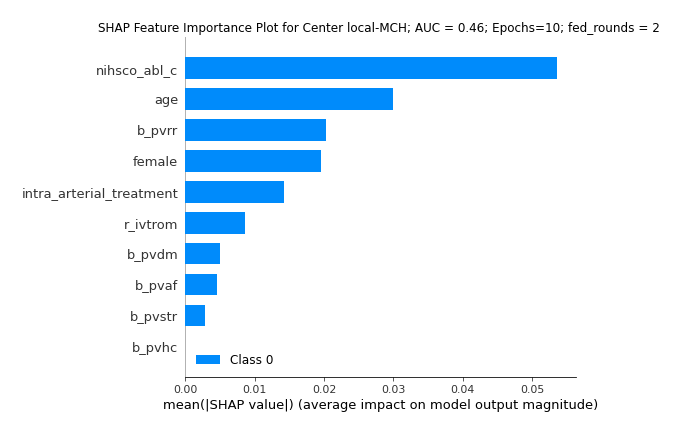 SHAP Feature Importance Plot for Center local-MCH; AUC = 0.46; Epochs=10; fed_rounds = 2
nihsco_abl_c
age
b_pvrr
female
intra_arterial_treatment
r_ivtrom
b_pvdm
b_pvaf
b_pvstr
b_pvhc
Class 0
0.00 0.01 0.02 0.03 0.04 0.05
mean(|SHAP value|) (average impact on model output magnitude)